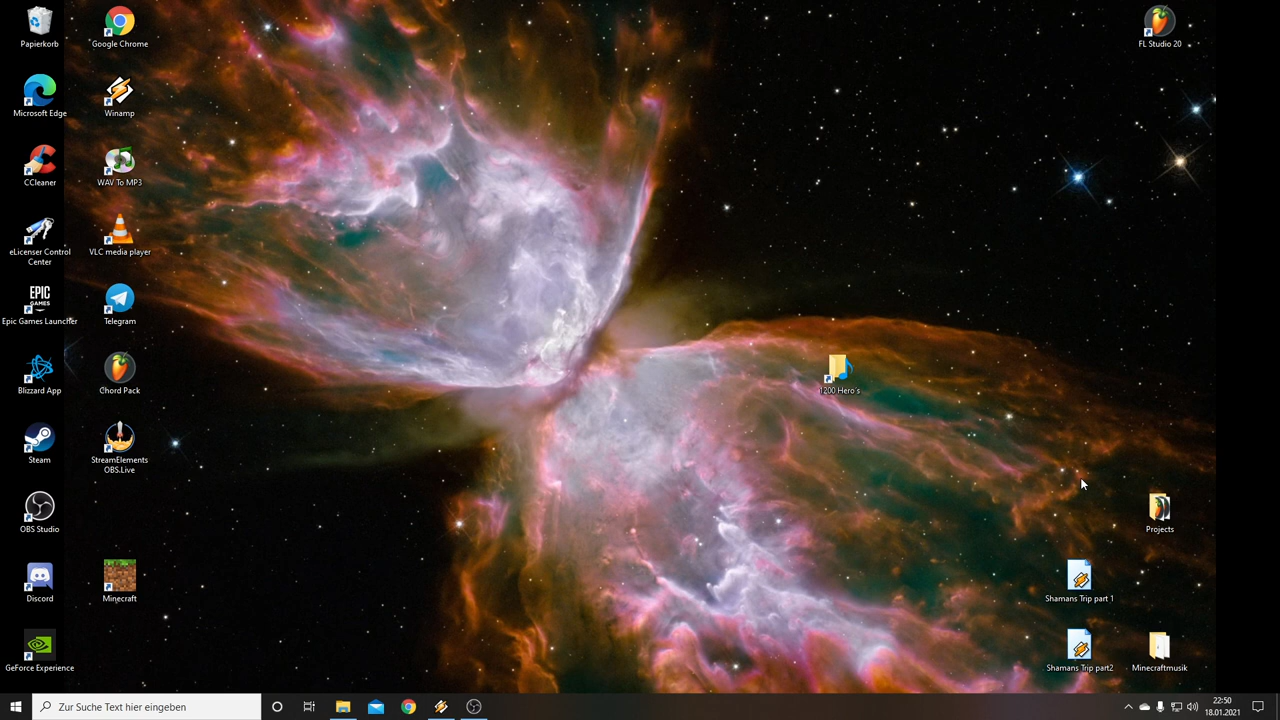 Papierkorb
Google Chrome
FL Studio 20
Microsoft Edge
Winamp
CCleaner
WAV To MP3
eLicenser Control
Center
VLC media player
EPIC
GAMES
Epic Games Launcher
Telegram
Blizzard App
Chord Pack
1200 Hero's
Steam
StreamElements
OBS.Live
OBS Studio
Projects
Discord
Minecraft
Shamans Trip part 1
GeForce Experience
Shamans Trip part2
Minecraftmusik
Zur Suche Text hier eingeben
22:50
18.01.2021